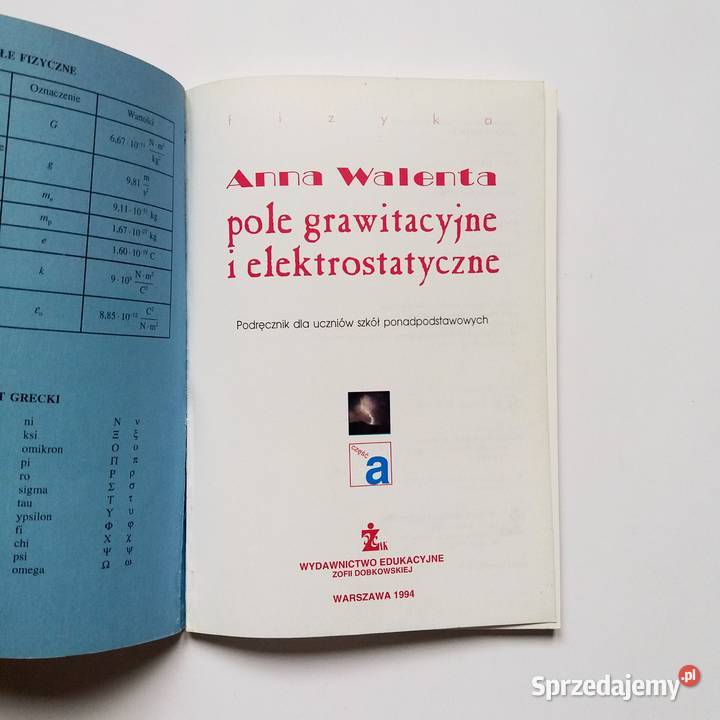 ŁE FIZYCZNE
Oznaczenie Wartości
G 6,67 · 10⁻¹¹ N·m²/kg²
g 9,81 m/s²
mₑ 9,11 · 10⁻³¹ kg
mₚ 1,67 · 10⁻²⁷ kg
e 1,60 · 10⁻¹⁹ C
k 9 · 10⁹ N·m²/C²
ε₀ 8,85 · 10⁻¹² C²/N·m²
T GRECKI
ni Ν ν
ksi Ξ ξ
omikron Ο ο
pi Π π
ro Ρ ρ
sigma Σ σ
tau Τ τ
ypsilon Υ υ
fi Φ φ
chi Χ χ
psi Ψ ψ
omega Ω ω
fizyka
Anna Walenta
pole grawitacyjne
i elektrostatyczne
Podręcznik dla uczniów szkół ponadpodstawowych
część
a
Żak
WYDAWNICTWO EDUKACYJNE
ZOFII DOBKOWSKIEJ
WARSZAWA 1994
Sprzedajemy.pl